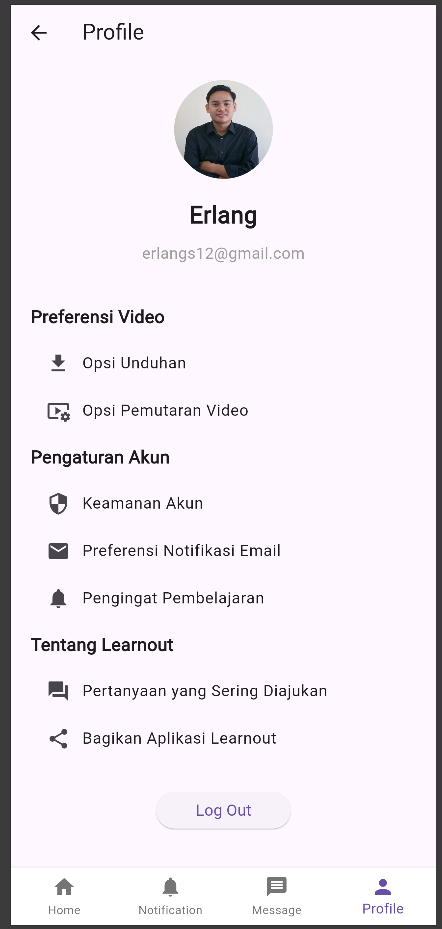 Profile
Erlang
erlangs12@gmail.com
Preferensi Video
Opsi Unduhan
Opsi Pemutaran Video
Pengaturan Akun
Keamanan Akun
Preferensi Notifikasi Email
Pengingat Pembelajaran
Tentang Learnout
Pertanyaan yang Sering Diajukan
Bagikan Aplikasi Learnout
Log Out
Home
Notification
Message
Profile